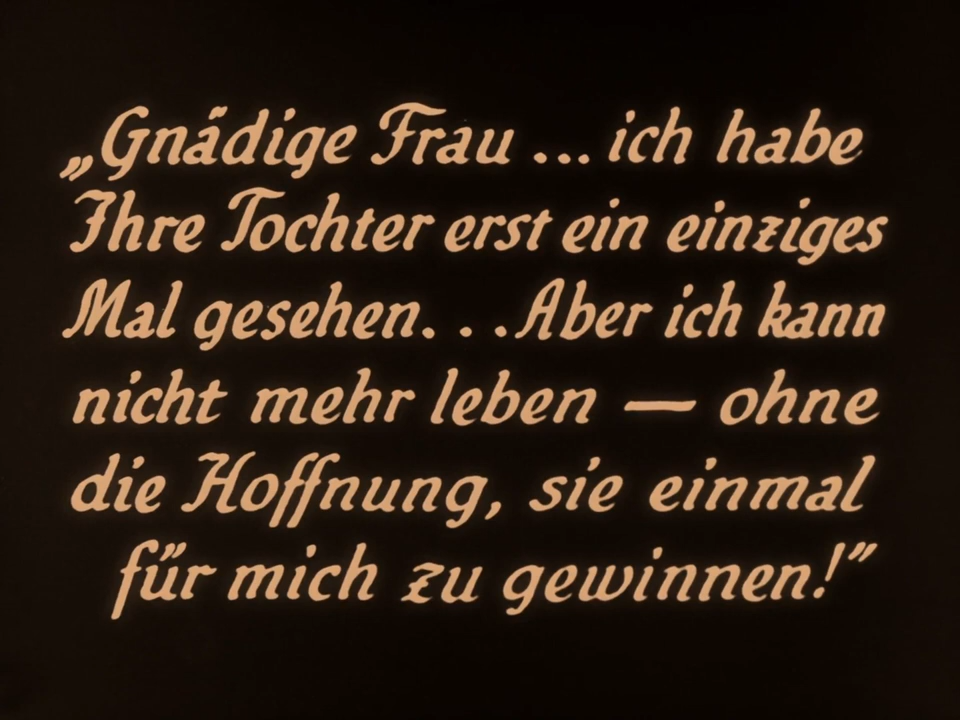 „Gnädige Frau ... ich habe
Ihre Tochter erst ein einziges
Mal gesehen. . . Aber ich kann
nicht mehr leben — ohne
die Hoffnung, sie einmal
für mich zu gewinnen!”